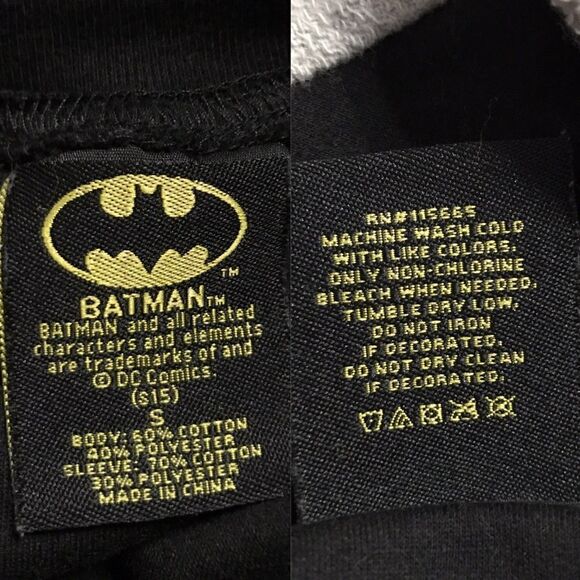 ™
BATMAN™
BATMAN and all related
characters and elements
are trademarks of and
© DC Comics.
(s15)
S
BODY: 60% COTTON
40% POLYESTER
SLEEVE: 70% COTTON
30% POLYESTER
MADE IN CHINA
RN#115665
MACHINE WASH COLD
WITH LIKE COLORS.
ONLY NON-CHLORINE
BLEACH WHEN NEEDED.
TUMBLE DRY LOW.
DO NOT IRON
IF DECORATED.
DO NOT DRY CLEAN
IF DECORATED.